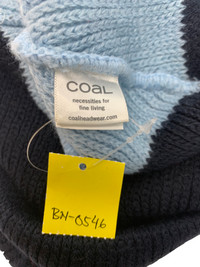 coal
necessities for
fine living
coalheadwear.com
BN-0546